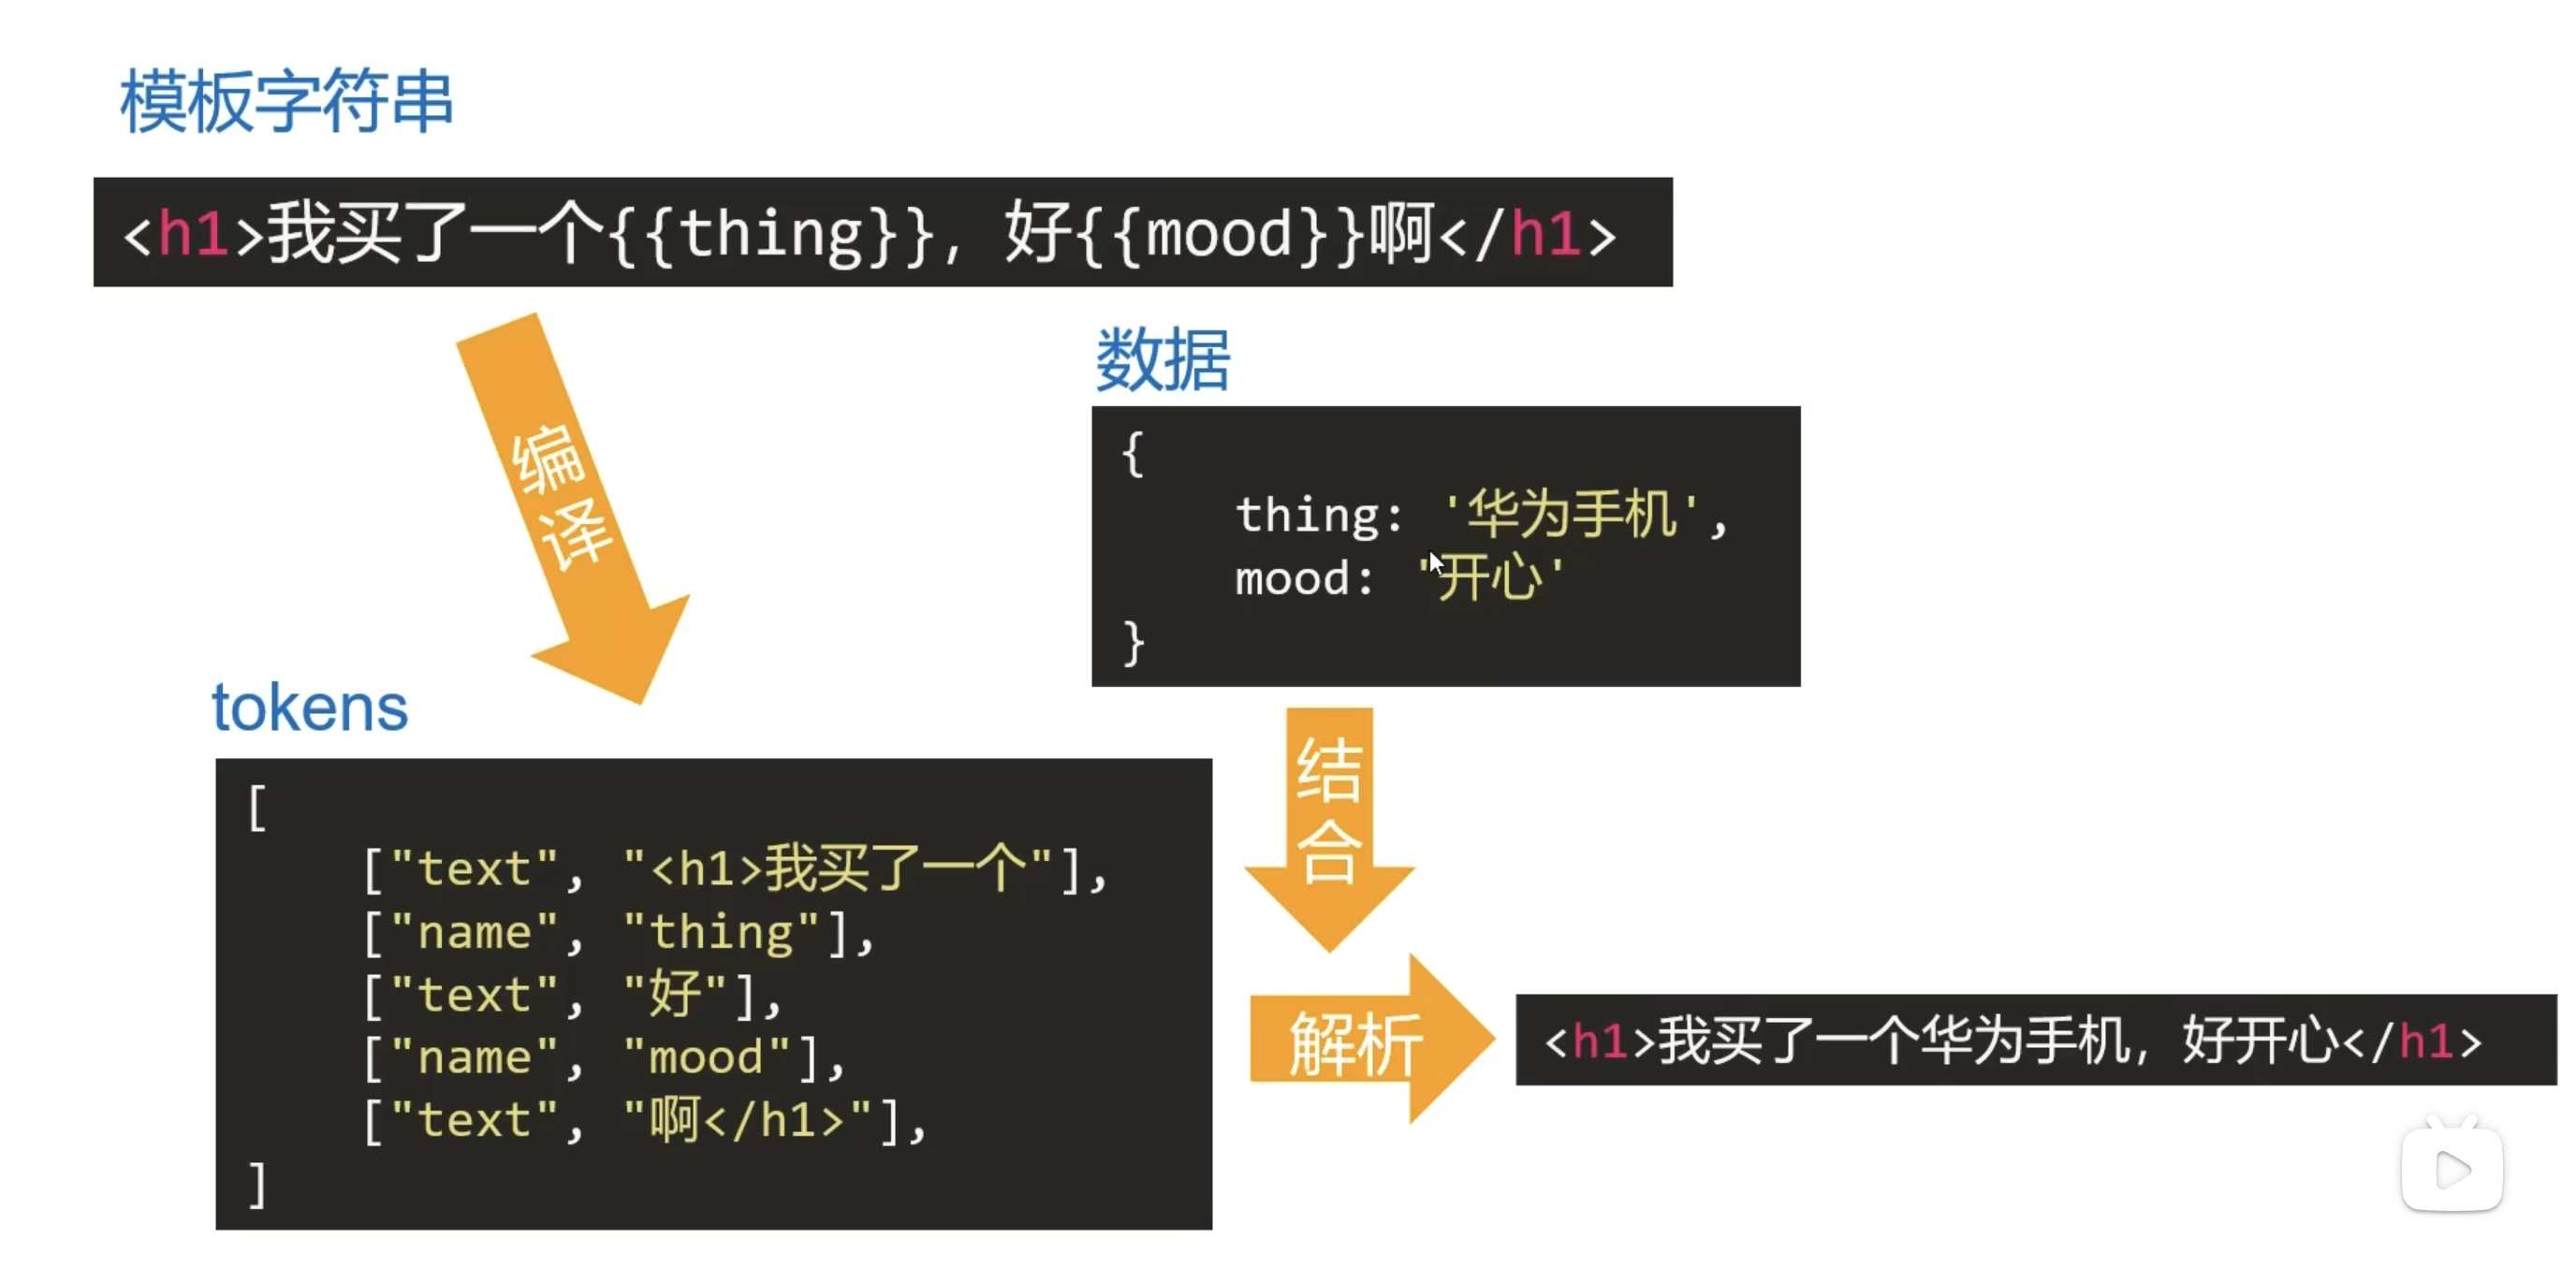 模板字符串
<h1>我买了一个{{thing}}, 好{{mood}}啊</h1>
编译
数据
{
thing: '华为手机',
mood: '开心'
}
tokens
[
["text", "<h1>我买了一个"],
["name", "thing"],
["text", "好"],
["name", "mood"],
["text", "啊</h1>"],
]
结合
解析
<h1>我买了一个华为手机, 好开心</h1>